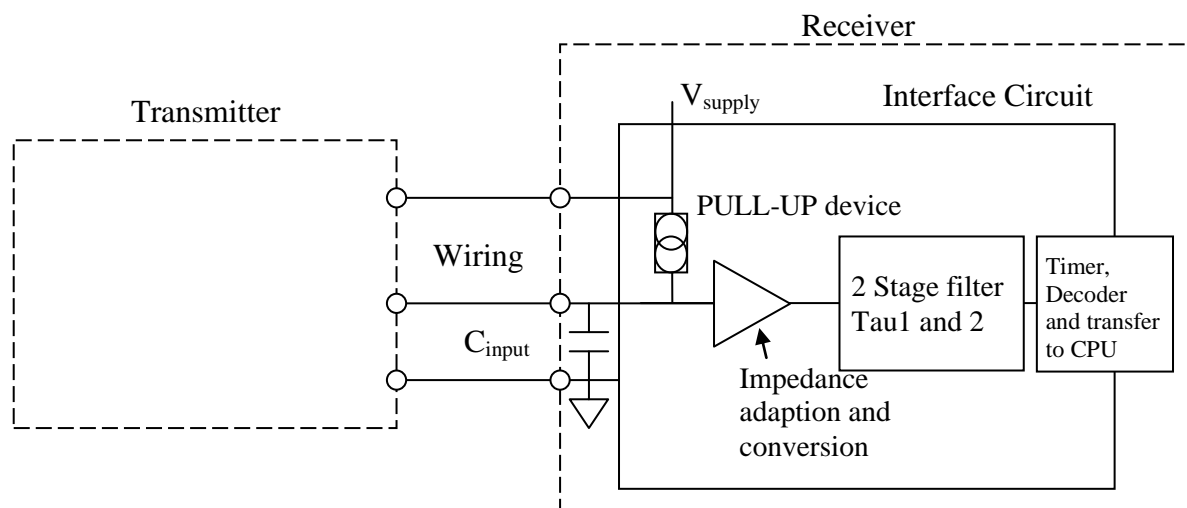 Receiver
Transmitter
Vsupply
Interface Circuit
PULL-UP device
Wiring
2 Stage filter
Tau1 and 2
Timer,
Decoder
and transfer
to CPU
Cinput
Impedance
adaption and
conversion